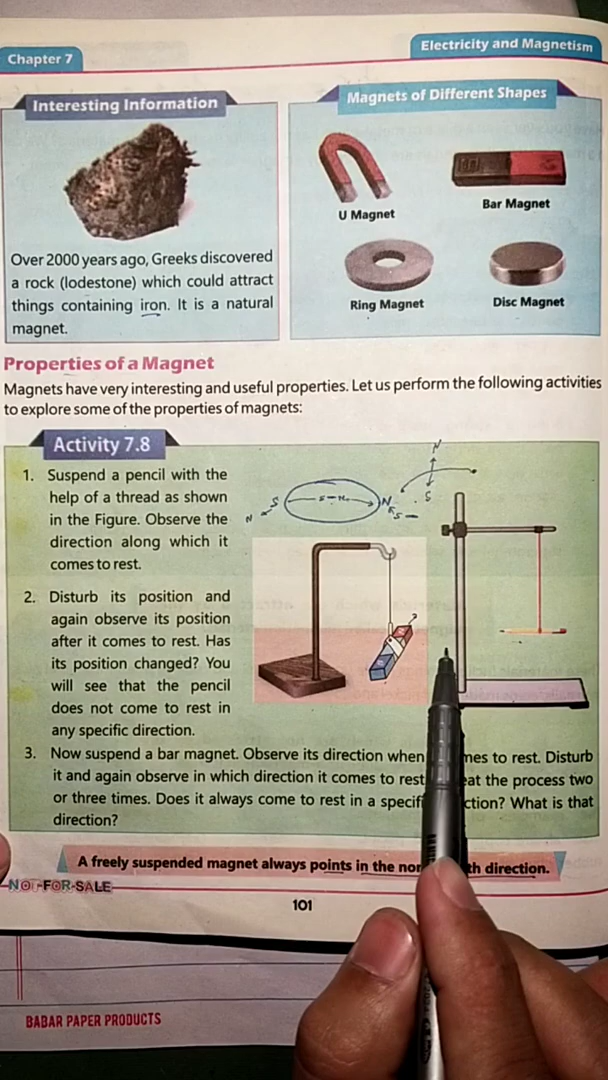 Chapter 7
Electricity and Magnetism
Interesting Information
Over 2000 years ago, Greeks discovered
a rock (lodestone) which could attract
things containing iron. It is a natural
magnet.
Magnets of Different Shapes
U Magnet
Bar Magnet
Ring Magnet
Disc Magnet
Properties of a Magnet
Magnets have very interesting and useful properties. Let us perform the following activities
to explore some of the properties of magnets:
Activity 7.8
1. Suspend a pencil with the
help of a thread as shown
in the Figure. Observe the
direction along which it
comes to rest.
2. Disturb its position and
again observe its position
after it comes to rest. Has
its position changed? You
will see that the pencil
does not come to rest in
any specific direction.
N
S
S-N
N
N
S
S
3. Now suspend a bar magnet. Observe its direction when mes to rest. Disturb
it and again observe in which direction it comes to rest eat the process two
or three times. Does it always come to rest in a specifi ction? What is that
direction?
A freely suspended magnet always points in the nor th direction.
NOT FOR SALE
101
BABAR PAPER PRODUCTS